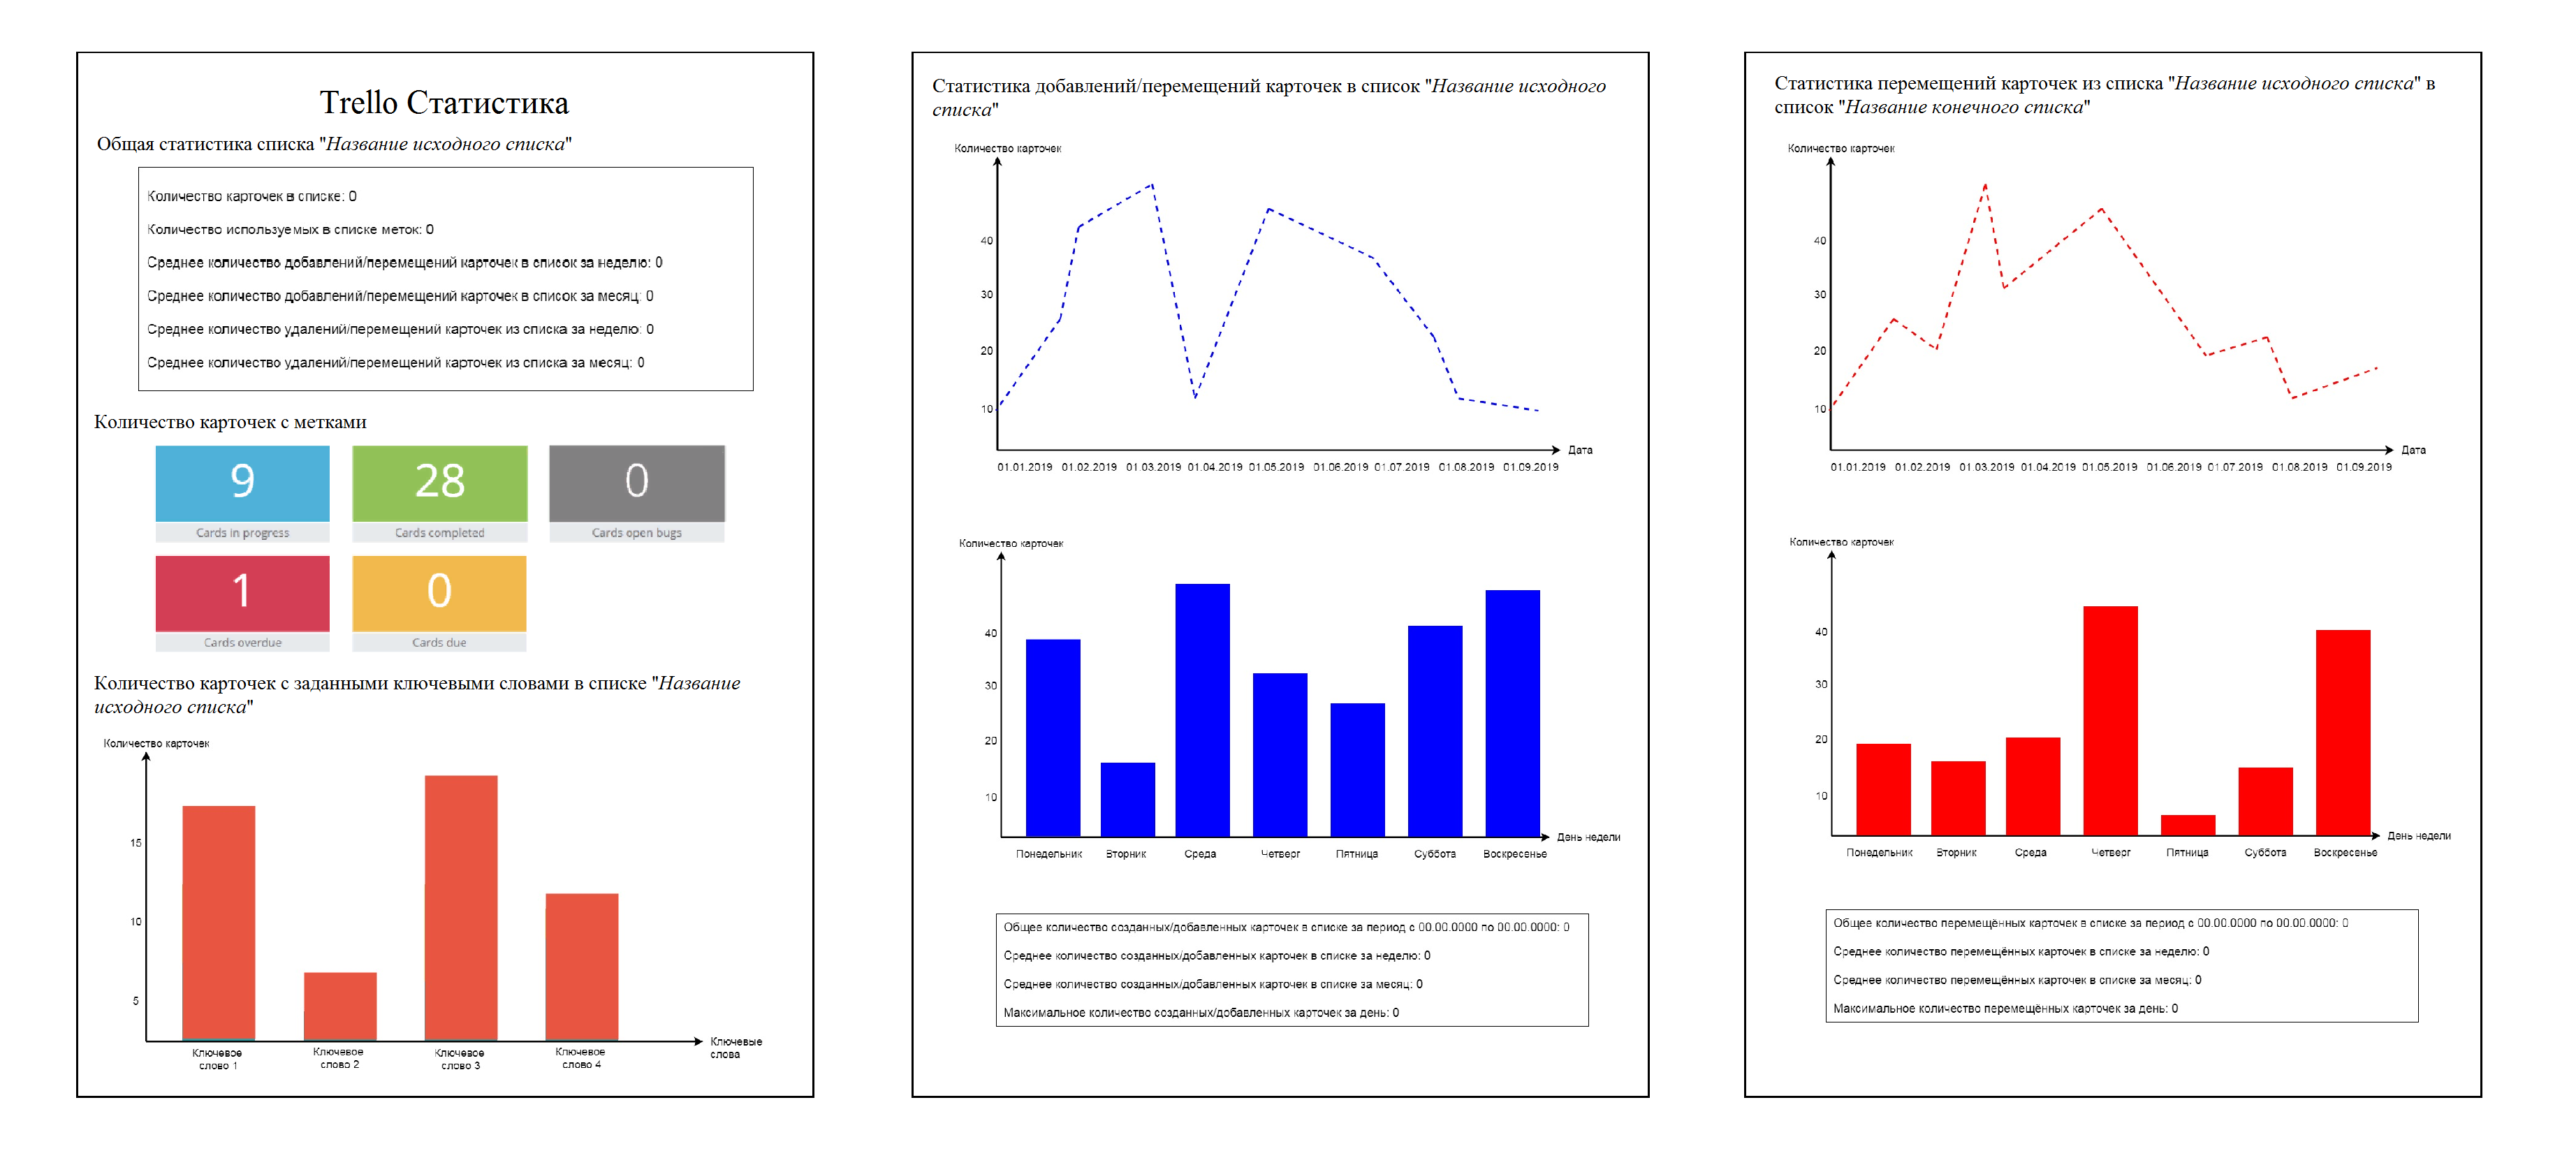 Trello Статистика
Общая статистика списка "Название исходного списка"
Количество карточек в списке: 0
Количество используемых в списке меток: 0
Среднее количество добавлений/перемещений карточек в список за неделю: 0
Среднее количество добавлений/перемещений карточек в список за месяц: 0
Среднее количество удалений/перемещений карточек из списка за неделю: 0
Среднее количество удалений/перемещений карточек из списка за месяц: 0
Количество карточек с метками
9
28
0
Cards in progress
Cards completed
Cards open bugs
1
0
Cards overdue
Cards due
Количество карточек с заданными ключевыми словами в списке "Название
исходного списка"
Количество карточек
15
10
5
Ключевое
слово 1
Ключевое
слово 2
Ключевое
слово 3
Ключевое
слово 4
Ключевые
слова
Статистика добавлений/перемещений карточек в список "Название исходного
списка"
Количество карточек
40
30
20
10
Дата
01.01.2019
01.02.2019
01.03.2019
01.04.2019
01.05.2019
01.06.2019
01.07.2019
01.08.2019
01.09.2019
Количество карточек
40
30
20
10
День недели
Понедельник
Вторник
Среда
Четверг
Пятница
Суббота
Воскресенье
Общее количество созданных/добавленных карточек в списке за период с 00.00.0000 по 00.00.0000: 0
Среднее количество созданных/добавленных карточек в списке за неделю: 0
Среднее количество созданных/добавленных карточек в списке за месяц: 0
Максимальное количество созданных/добавленных карточек за день: 0
Статистика перемещений карточек из списка "Название исходного списка" в
список "Название конечного списка"
Количество карточек
40
30
20
10
Дата
01.01.2019
01.02.2019
01.03.2019
01.04.2019
01.05.2019
01.06.2019
01.07.2019
01.08.2019
01.09.2019
Количество карточек
40
30
20
10
День недели
Понедельник
Вторник
Среда
Четверг
Пятница
Суббота
Воскресенье
Общее количество перемещённых карточек в списке за период с 00.00.0000 по 00.00.0000: 0
Среднее количество перемещённых карточек в списке за неделю: 0
Среднее количество перемещённых карточек в списке за месяц: 0
Максимальное количество перемещённых карточек за день: 0